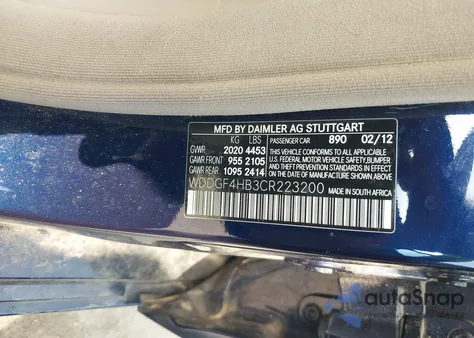 MFD BY DAIMLER AG STUTTGART
KG LBS PASSENGER CAR 890 02/12
GVWR 2020 4453
GAWR FRONT 955 2105
GAWR REAR 1095 2414
THIS VEHICLE CONFORMS TO ALL APPLICABLE
U.S. FEDERAL MOTOR VEHICLE SAFETY, BUMPER
AND THEFT PREVENTION STANDARDS IN EFFECT
ON THE DATE OF MANUFACTURE SHOWN ABOVE.
WDDGF4HB3CR223200 MADE IN SOUTH AFRICA
autoSnap